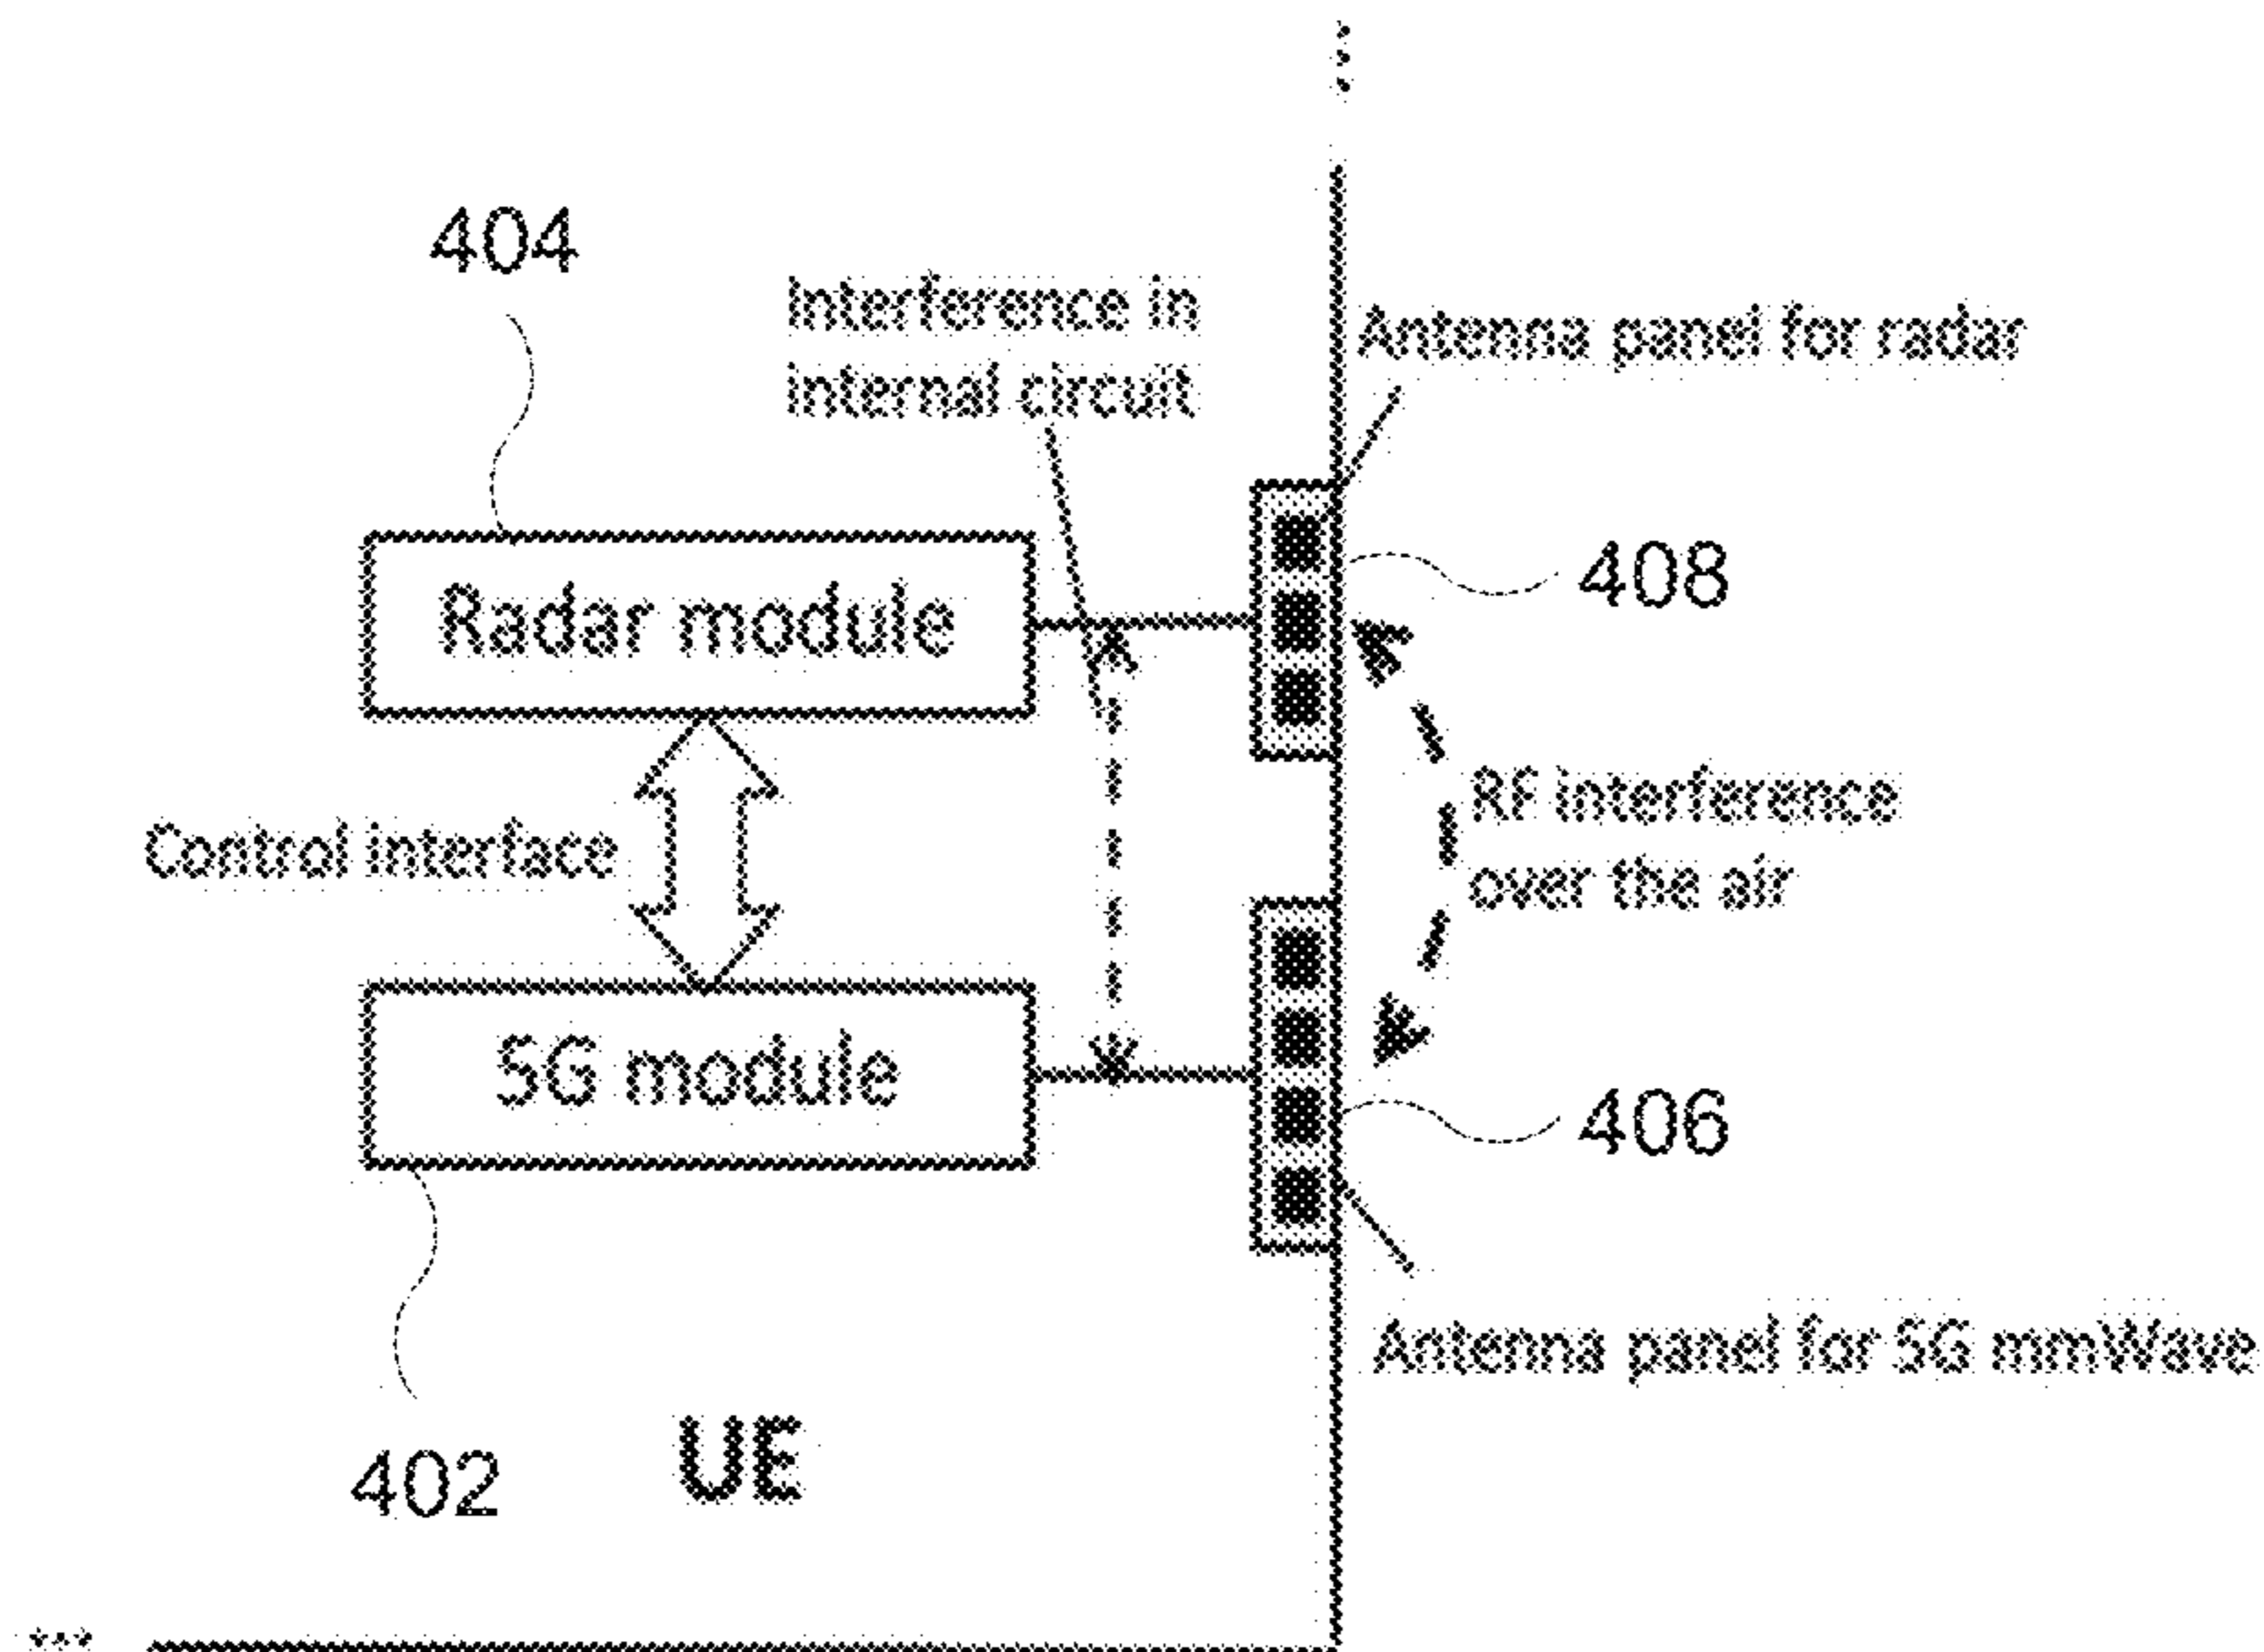 404
Interference in
internal circuit
Antenna panel for radar
Radar module
408
Control interface
RF interference
over the air
5G module
406
Antenna panel for 5G mmWave
402
UE